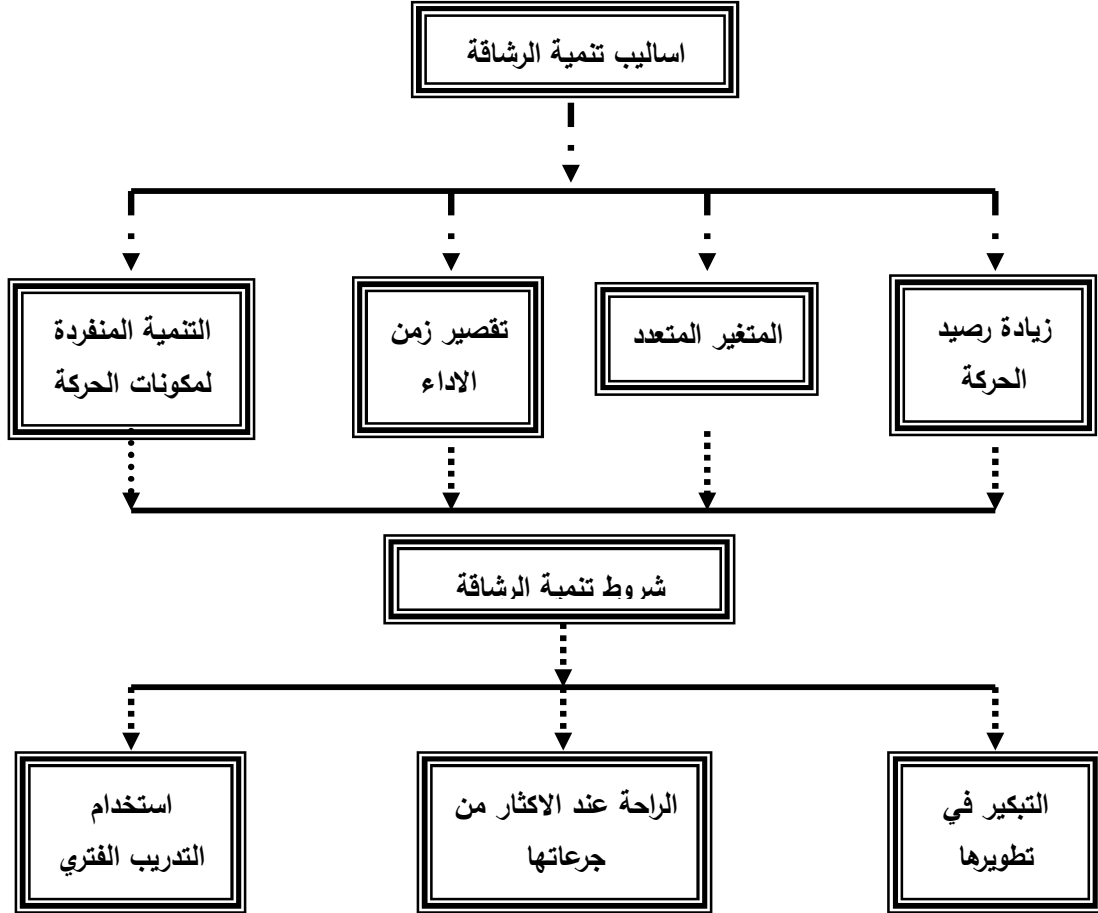 اساليب تنمية الرشاقة
زيادة رصيد
الحركة
المتغير المتعدد
تقصير زمن
الاداء
التنمية المنفردة
لمكونات الحركة
شروط تنمية الرشاقة
التبكير في
تطويرها
الراحة عند الاكثار من
جرعاتها
استخدام
التدريب الفتري